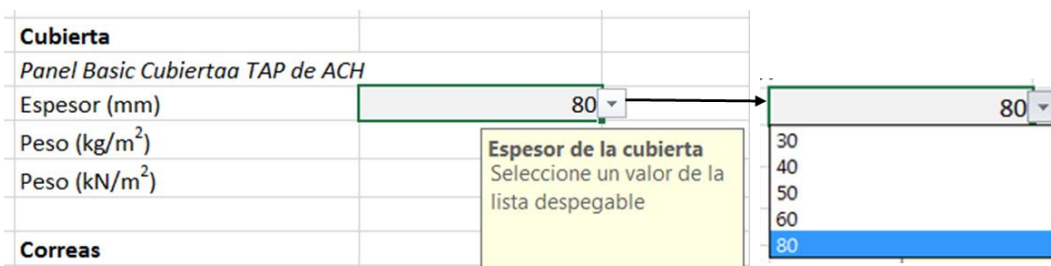 Cubierta
Panel Basic Cubiertaa TAP de ACH
Espesor (mm) 80 80
Peso (kg/m²)
Peso (kN/m²)
Espesor de la cubierta
Seleccione un valor de la
lista despegable
30
40
50
60
80
Correas